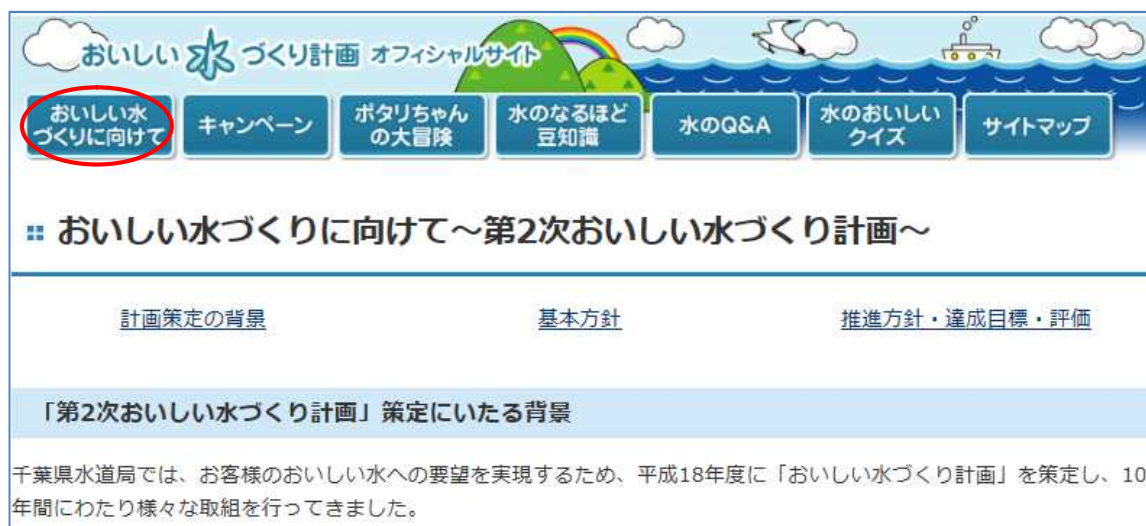 おいしい水づくり計画 オフィシャルサイト
おいしい水
づくりに向けて
キャンペーン
ポタリちゃん
の大冒険
水のなるほど
豆知識
水のQ&A
水のおいしい
クイズ
サイトマップ
おいしい水づくりに向けて～第2次おいしい水づくり計画～
計画策定の背景 基本方針 推進方針・達成目標・評価
「第2次おいしい水づくり計画」策定にいたる背景
千葉県水道局では、お客様のおいしい水への要望を実現するため、平成18年度に「おいしい水づくり計画」を策定し、10
年間にわたり様々な取組を行ってきました。